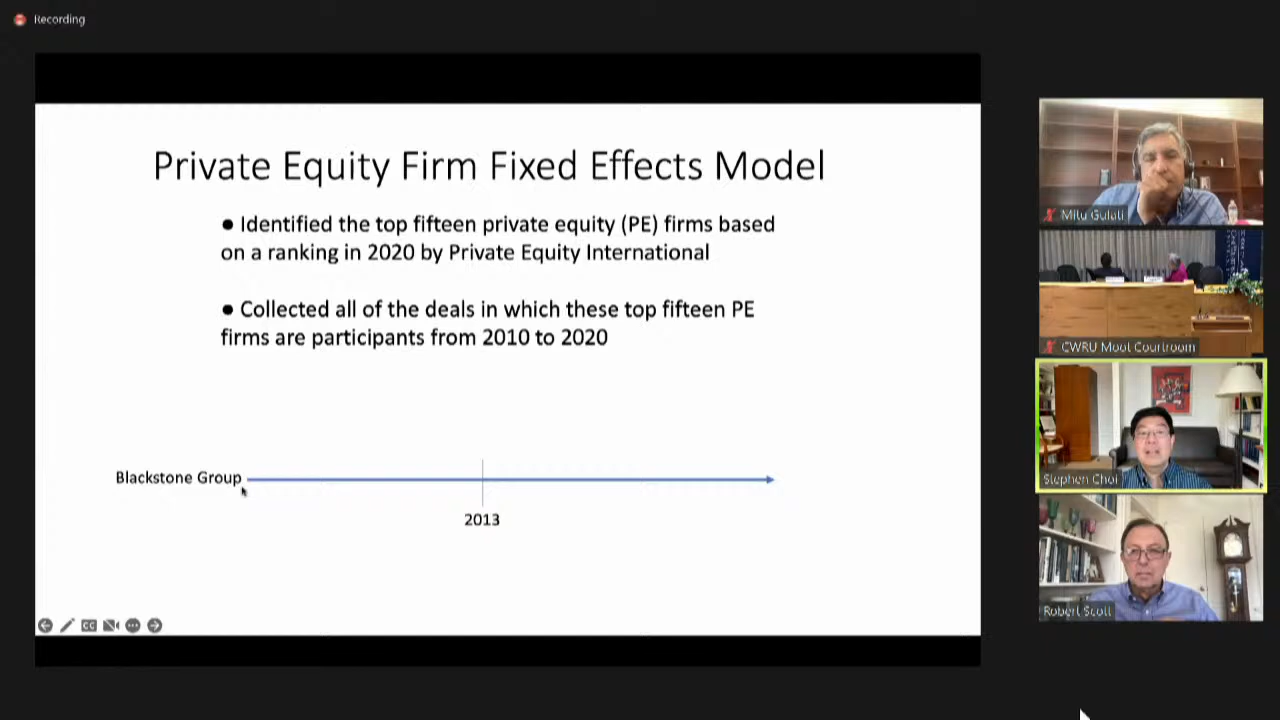 Recording
Private Equity Firm Fixed Effects Model
● Identified the top fifteen private equity (PE) firms based
on a ranking in 2020 by Private Equity International
● Collected all of the deals in which these top fifteen PE
firms are participants from 2010 to 2020
Blackstone Group
2013
CC
Mitu Gulati
CWRU Moot Courtroom
Stephen Choi
Robert Scott